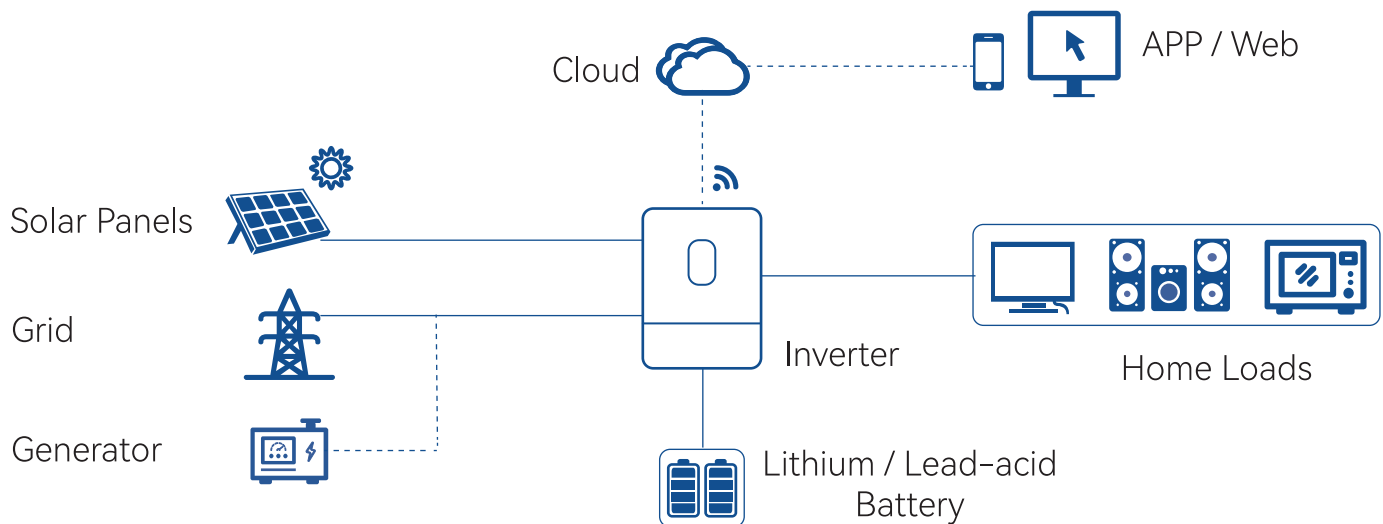 APP / Web
Cloud
Solar Panels
Grid
Inverter
Home Loads
Generator
Lithium / Lead-acid
Battery